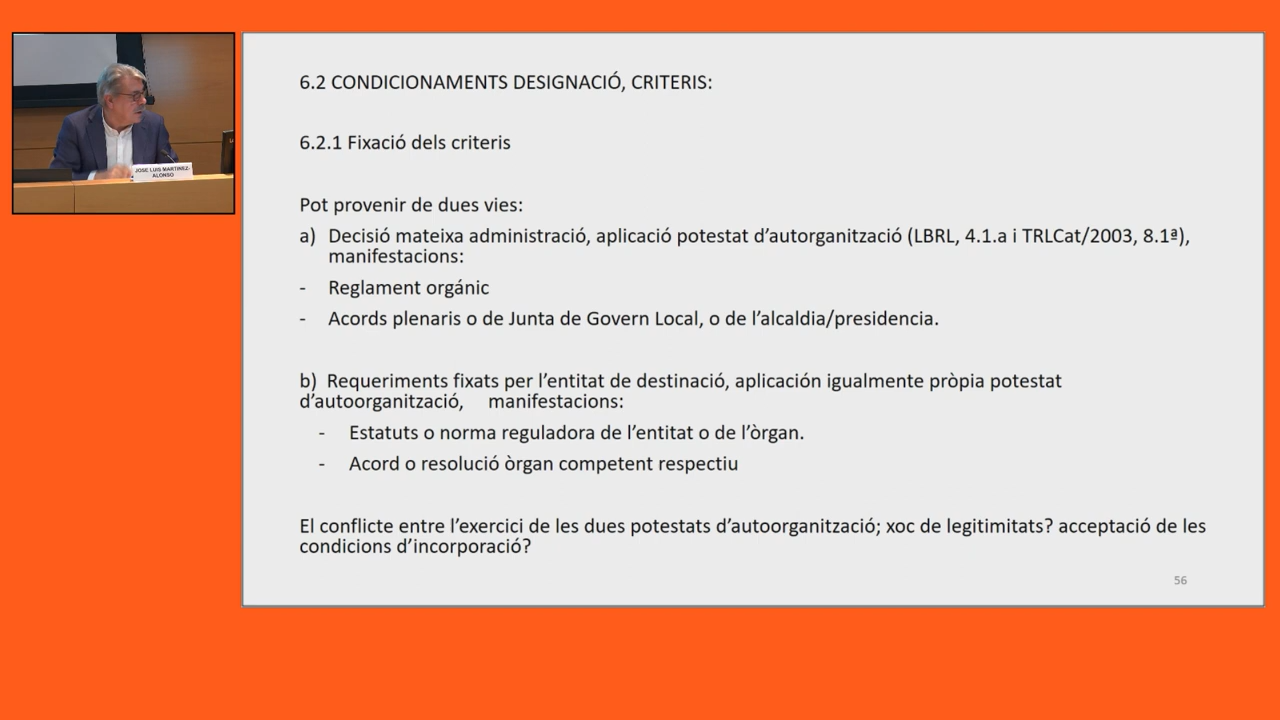 JOSE LUIS MARTINEZ-
ALONSO
6.2 CONDICIONAMENTS DESIGNACIÓ, CRITERIS:
6.2.1 Fixació dels criteris
Pot provenir de dues vies:
a) Decisió mateixa administració, aplicació potestat d’autorganització (LBRL, 4.1.a i TRLCat/2003, 8.1ª),
manifestacions:
- Reglament orgánic
- Acords plenaris o de Junta de Govern Local, o de l’alcaldia/presidencia.
b) Requeriments fixats per l’entitat de destinació, aplicación igualmente pròpia potestat
d’autoorganització, manifestacions:
- Estatuts o norma reguladora de l’entitat o de l’òrgan.
- Acord o resolució òrgan competent respectiu
El conflicte entre l’exercici de les dues potestats d’autoorganització; xoc de legitimitats? acceptació de les
condicions d’incorporació?
56